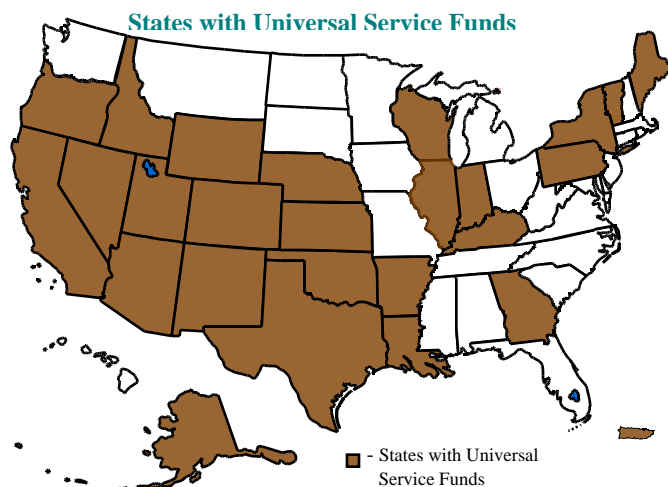 States with Universal Service Funds
- States with Universal
Service Funds